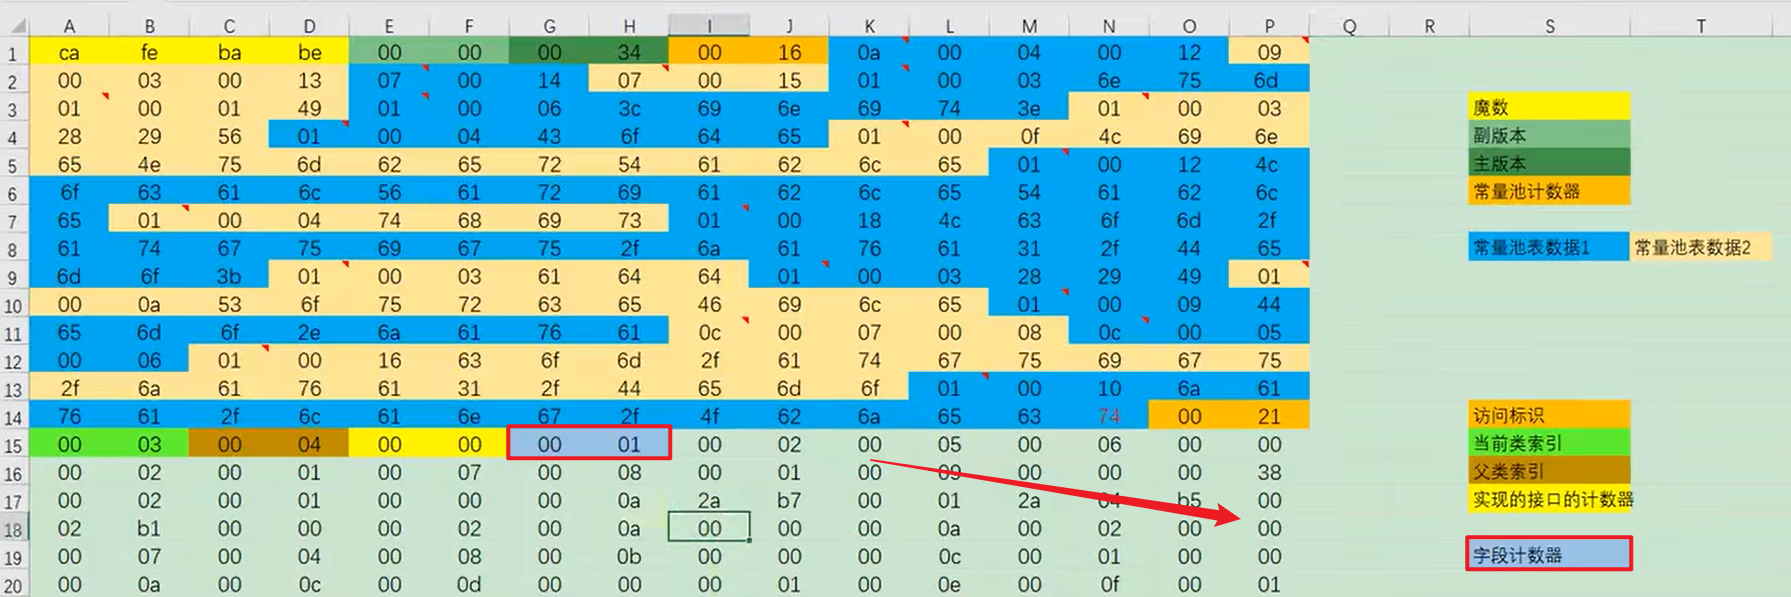 A B C D E F G H I J K L M N O P Q R S T
1 ca fe ba be 00 00 00 34 00 16 0a 00 04 00 12 09
2 00 03 00 13 07 00 14 07 00 15 01 00 03 6e 75 6d
3 01 00 01 49 01 00 06 3c 69 6e 69 74 3e 01 00 03 魔数
4 28 29 56 01 00 04 43 6f 64 65 01 00 0f 4c 69 6e 副版本
5 65 4e 75 6d 62 65 72 54 61 62 6c 65 01 00 12 4c 主版本
6 6f 63 61 6c 56 61 72 69 61 62 6c 65 54 61 62 6c 常量池计数器
7 65 01 00 04 74 68 69 73 01 00 18 4c 63 6f 6d 2f
8 61 74 67 75 69 67 75 2f 6a 61 76 61 31 2f 44 65 常量池表数据1 常量池表数据2
9 6d 6f 3b 01 00 03 61 64 64 01 00 03 28 29 49 01
10 00 0a 53 6f 75 72 63 65 46 69 6c 65 01 00 09 44
11 65 6d 6f 2e 6a 61 76 61 0c 00 07 00 08 0c 00 05
12 00 06 01 00 16 63 6f 6d 2f 61 74 67 75 69 67 75
13 2f 6a 61 76 61 31 2f 44 65 6d 6f 01 00 10 6a 61
14 76 61 2f 6c 61 6e 67 2f 4f 62 6a 65 63 74 00 21 访问标识
15 00 03 00 04 00 00 00 01 00 02 00 05 00 06 00 00 当前类索引
16 00 02 00 01 00 07 00 08 00 01 00 09 00 00 00 38 父类索引
17 00 02 00 01 00 00 00 0a 2a b7 00 01 2a 04 b5 00 实现的接口的计数器
18 02 b1 00 00 00 02 00 0a 00 00 00 0a 00 02 00 00
19 00 07 00 04 00 08 00 0b 00 00 00 0c 00 01 00 00 字段计数器
20 00 0a 00 0c 00 0d 00 00 00 01 00 0e 00 0f 00 01